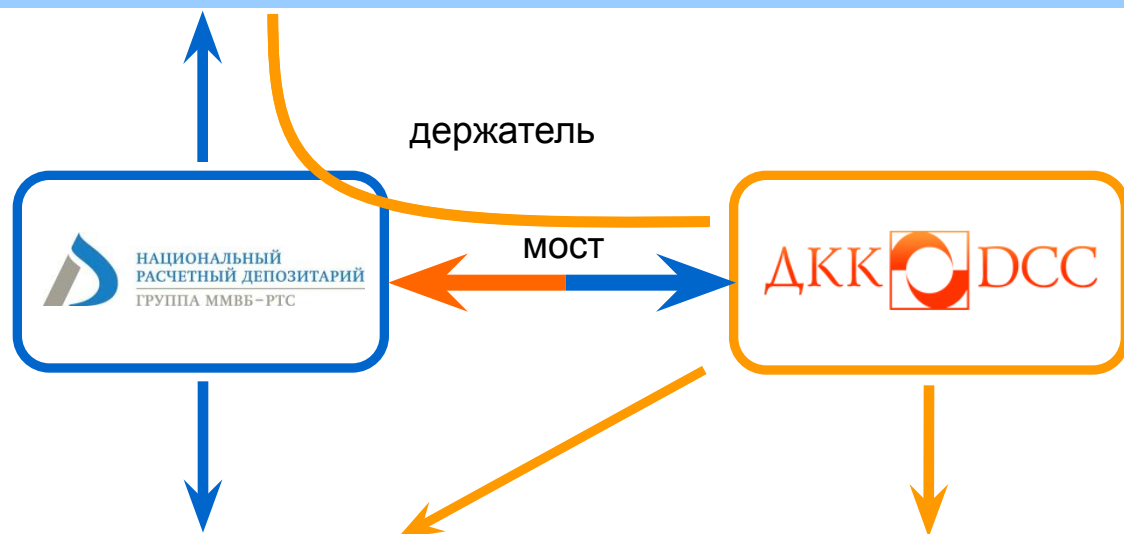 держатель
мост
НАЦИОНАЛЬНЫЙ
РАСЧЕТНЫЙ ДЕПОЗИТАРИЙ
ГРУППА ММВБ-РТС
ДКК DCC